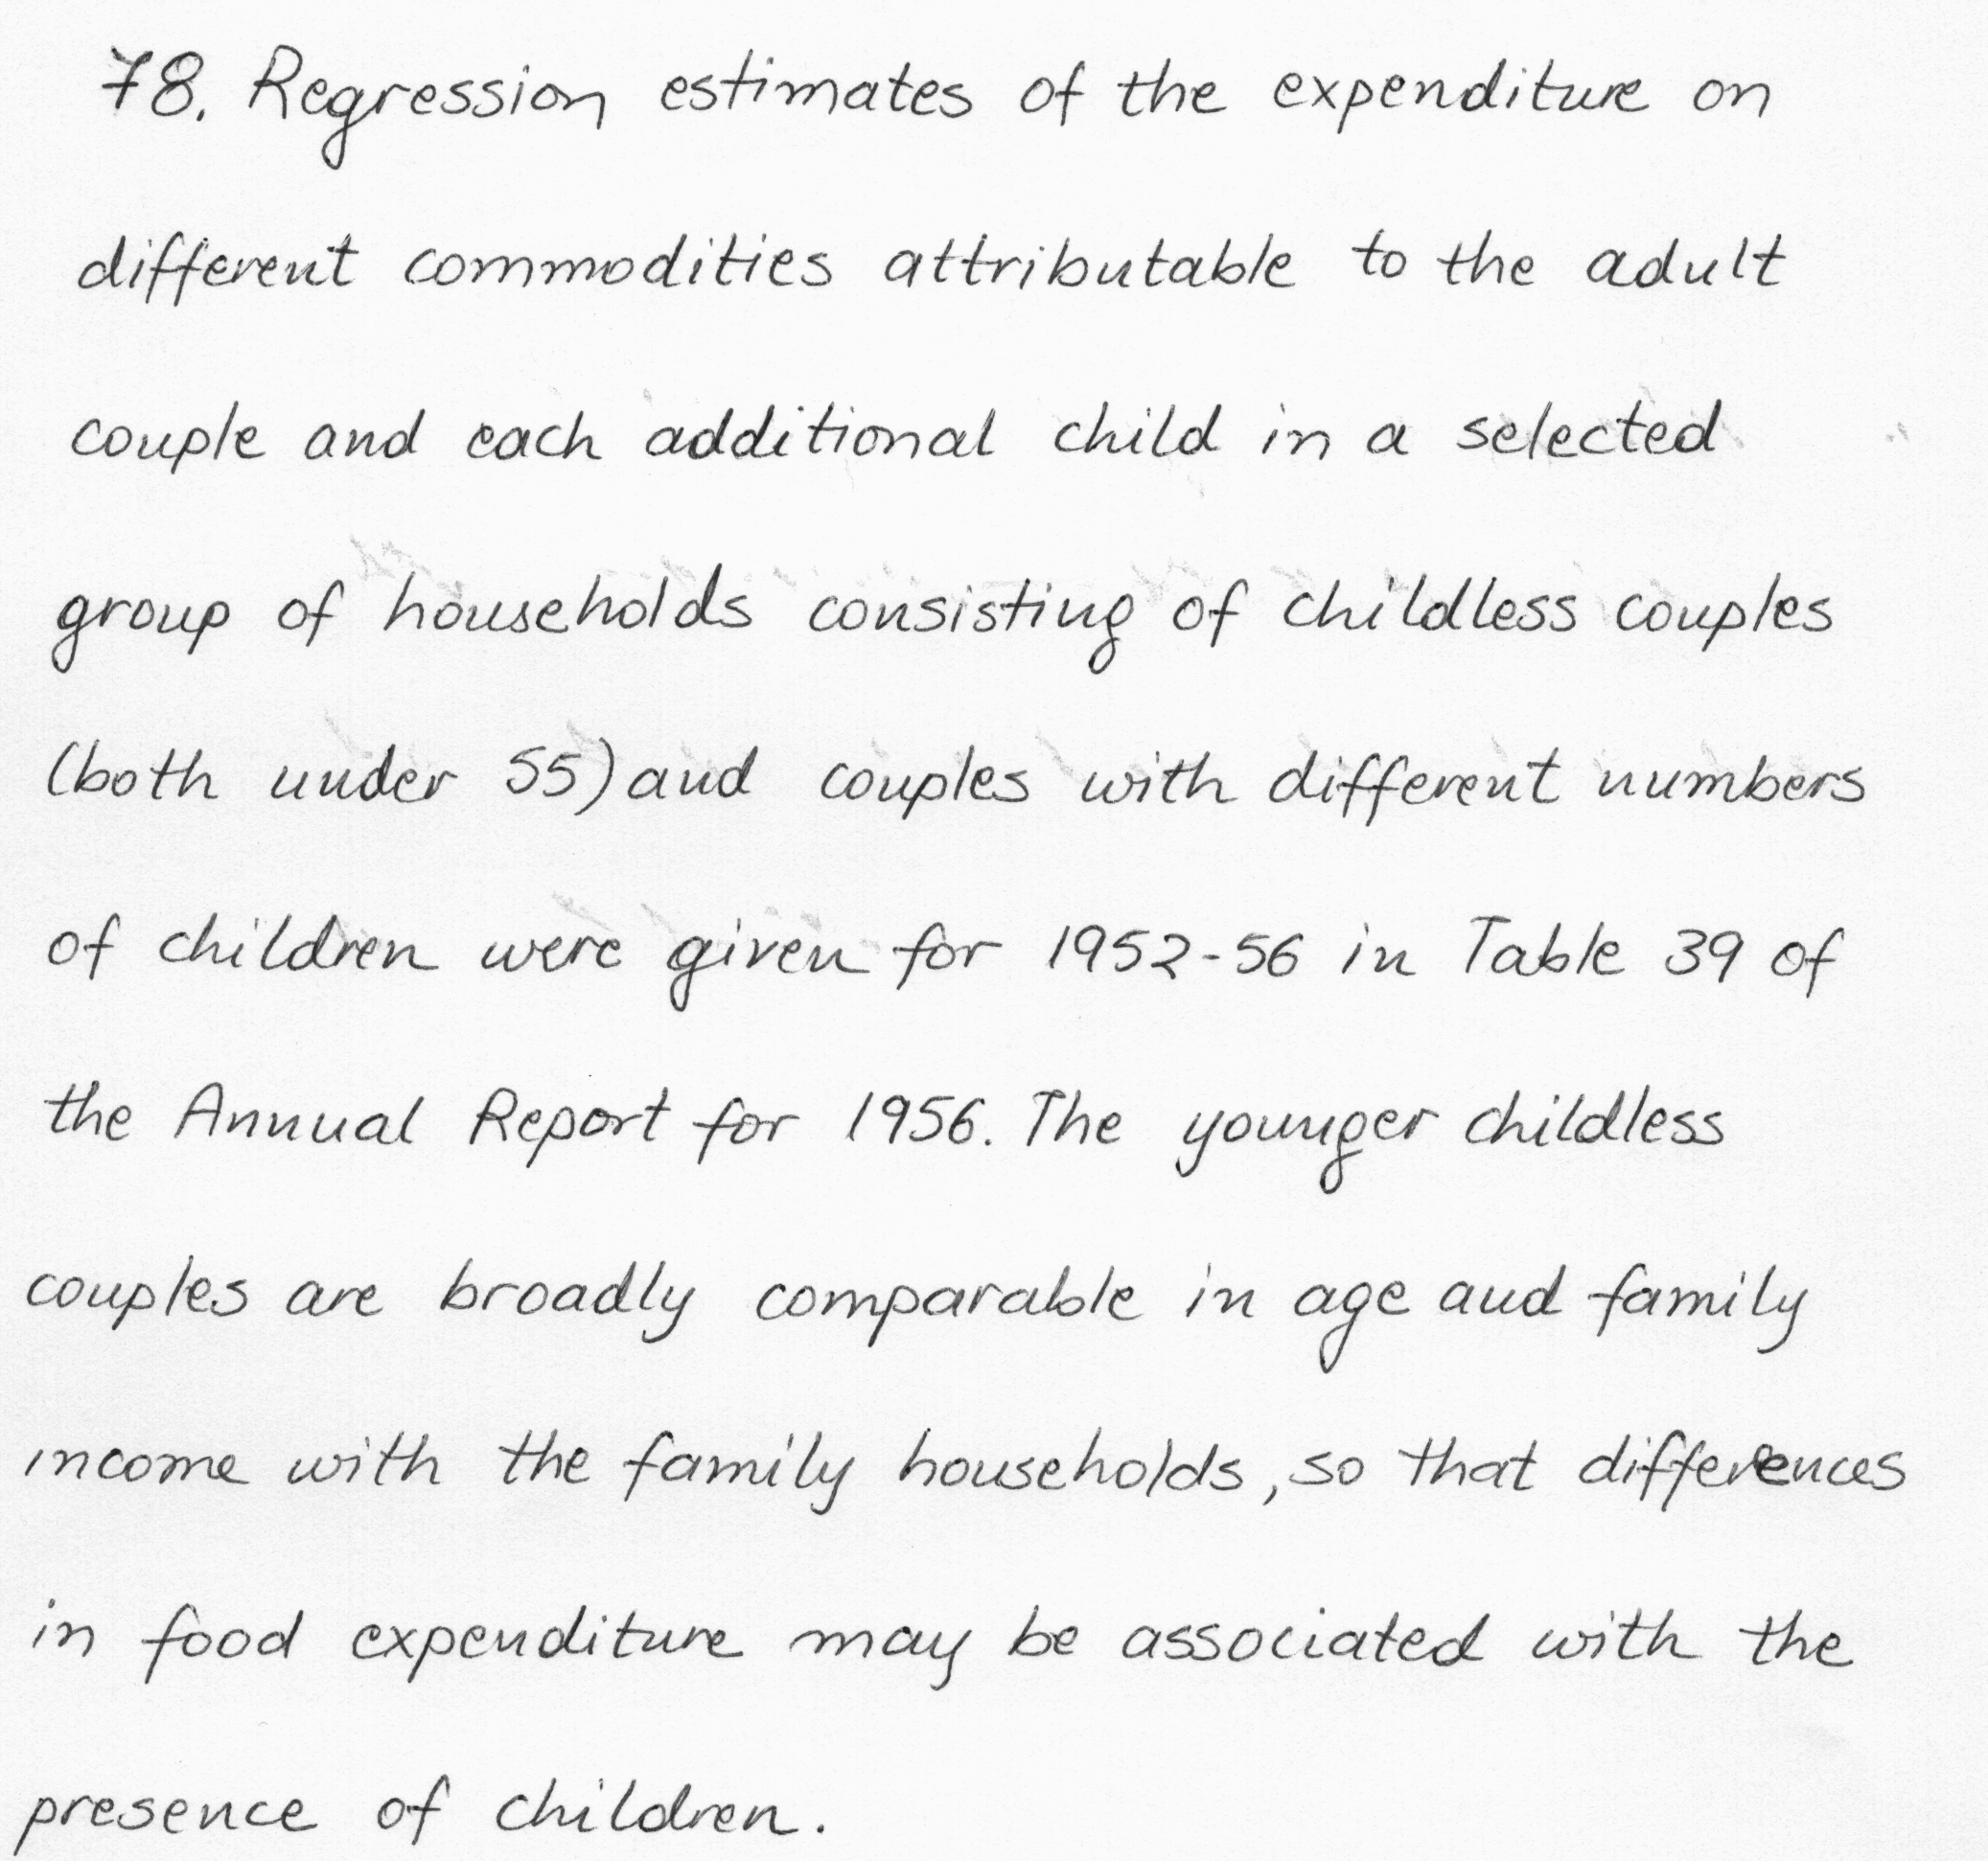 78. Regression estimates of the expenditure on
different commodities attributable to the adult
couple and each additional child in a selected
group of households consisting of childless couples
(both under 55) and couples with different numbers
of children were given for 1952-56 in Table 39 of
the Annual Report for 1956. The younger childless
couples are broadly comparable in age and family
income with the family households, so that differences
in food expenditure may be associated with the
presence of children.